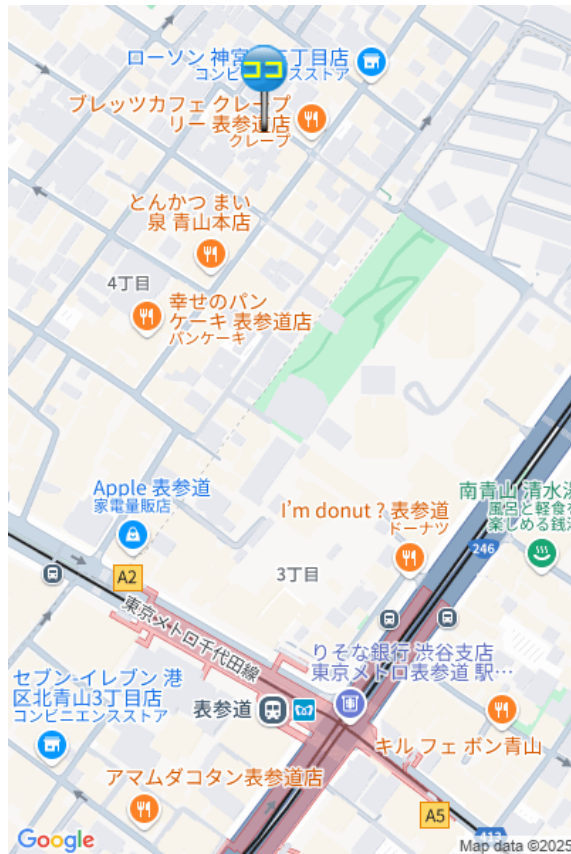 ローソン 神宮
丁目店
コンビ
ココ
エンスストア
ブレッツカフェ クレープ
リー 表参道店
クレープ
とんかつ まい
泉 青山本店
4丁目
幸せのパン
ケーキ 表参道店
パンケーキ
Apple 表参道
家電量販店
I'm donut ? 表参道
ドーナツ
南青山 清水湯
風呂と軽食を
楽しめる銭湯
246
A2
3丁目
東京メトロ千代田線
りそな銀行 渋谷支店
東京メトロ表参道 駅…
セブン-イレブン 港
区北青山3丁目店
コンビニエンスストア
表参道
キル フェ ボン青山
アマムダコタン表参道店
A5
413
Google
Map data ©2025